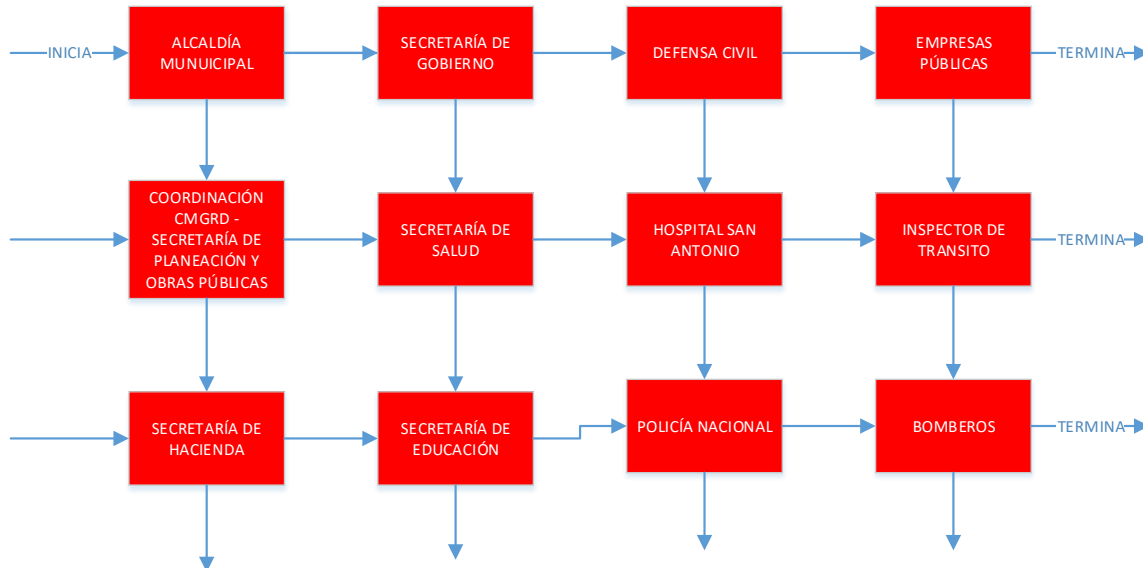 INICIA
ALCALDÍA
MUNUICIPAL
SECRETARÍA DE
GOBIERNO
DEFENSA CIVIL
EMPRESAS
PÚBLICAS
TERMINA
COORDINACIÓN
CMGRD -
SECRETARÍA DE
PLANEACIÓN Y
OBRAS PÚBLICAS
SECRETARÍA DE
SALUD
HOSPITAL SAN
ANTONIO
INSPECTOR DE
TRANSITO
TERMINA
SECRETARÍA DE
HACIENDA
SECRETARÍA DE
EDUCACIÓN
POLICÍA NACIONAL
BOMBEROS
TERMINA